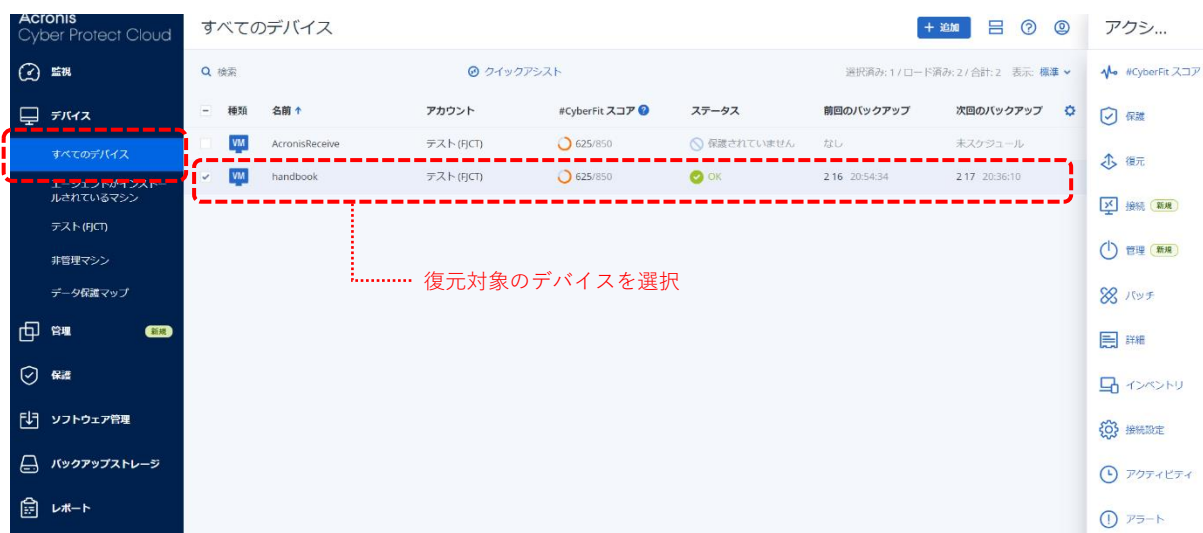 Acronis
Cyber Protect Cloud
すべてのデバイス
+ 追加
アクシ...
監視
検索
クイックアシスト
選択済み: 1 / ロード済み: 2 / 合計: 2 表示: 標準
#CyberFit スコア
デバイス
種類 名前 アカウント #CyberFit スコア ステータス 前回のバックアップ 次回のバックアップ
保護
すべてのデバイス
VM AcronisReceive テスト (FJCT) 625/850 保護されていません なし 未スケジュール
復元
VM handbook テスト (FJCT) 625/850 OK 2 16 20:54:34 2 17 20:36:10
エージェントがインストー
ルされているマシン
接続 新規
テスト (FJCT)
管理 新規
非管理マシン
復元対象のデバイスを選択
データ保護マップ
パッチ
管理 新規
詳細
保護
インベントリ
ソフトウェア管理
接続設定
バックアップストレージ
アクティビティ
レポート
アラート